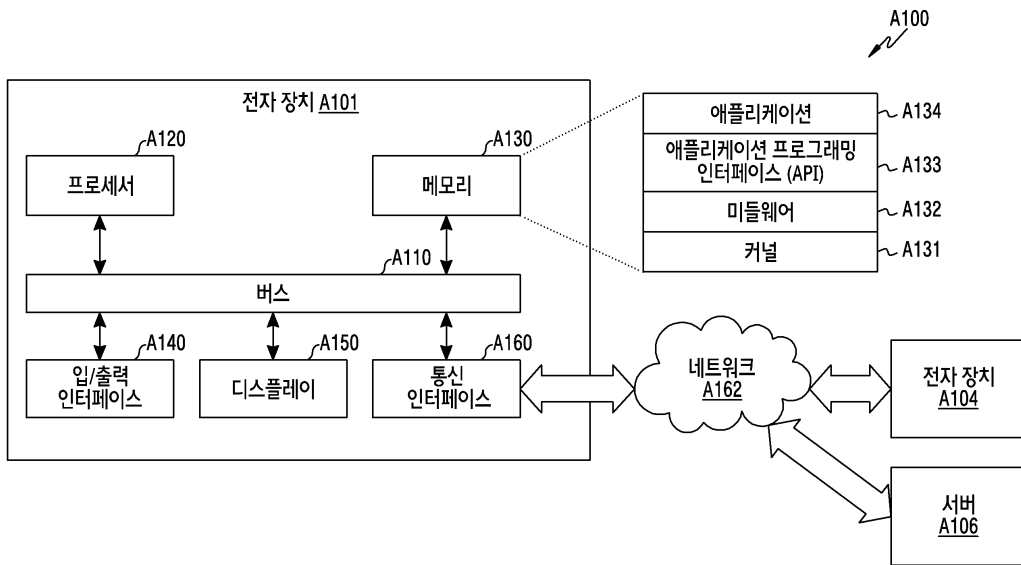 A100
전자 장치 A101
A120
프로세서
A130
메모리
애플리케이션
A134
애플리케이션 프로그래밍
인터페이스 (API)
A133
미들웨어
A132
커널
A131
A110
버스
A140
입/출력
인터페이스
A150
디스플레이
A160
통신
인터페이스
네트워크
A162
전자 장치
A104
서버
A106